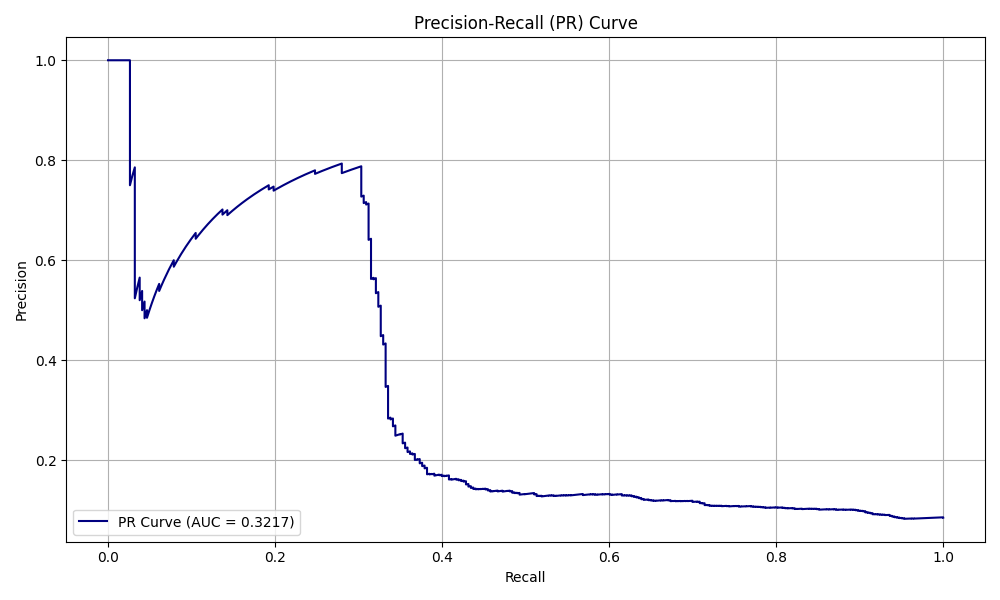 Precision-Recall (PR) Curve
Precision
1.0
0.8
0.6
0.4
0.2
PR Curve (AUC = 0.3217)
0.0 0.2 0.4 0.6 0.8 1.0
Recall